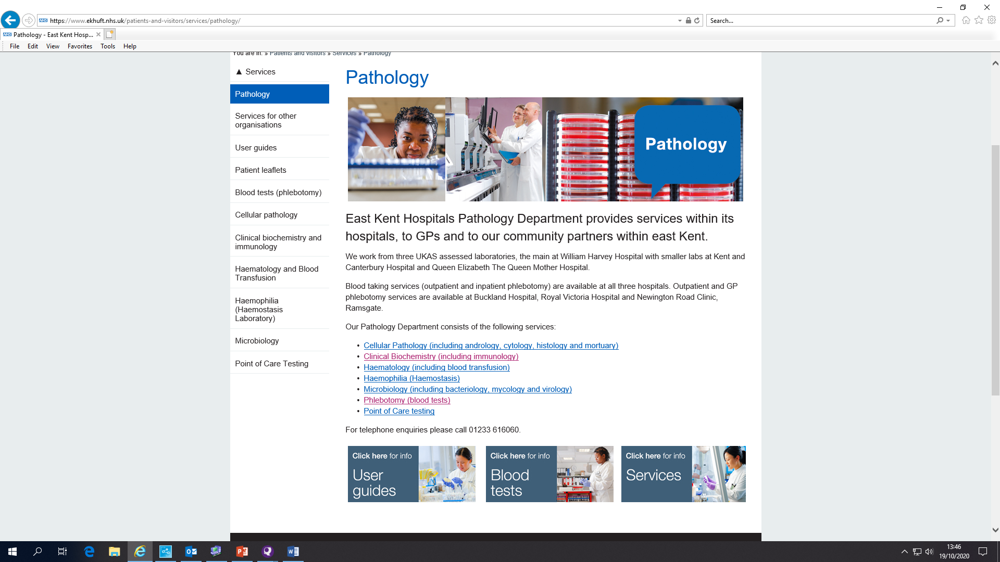 https://www.ekhuft.nhs.uk/patients-and-visitors/services/pathology/
Search...
NHS Pathology - East Kent Hosp...
File Edit View Favorites Tools Help
You are in: » Patients and visitors » Services » Pathology
▲ Services
Pathology
Services for other
organisations
User guides
Patient leaflets
Blood tests (phlebotomy)
Cellular pathology
Clinical biochemistry and
immunology
Haematology and Blood
Transfusion
Haemophilia
(Haemostasis
Laboratory)
Microbiology
Point of Care Testing
Pathology
Pathology
East Kent Hospitals Pathology Department provides services within its
hospitals, to GPs and to our community partners within east Kent.
We work from three UKAS assessed laboratories, the main at William Harvey Hospital with smaller labs at Kent and
Canterbury Hospital and Queen Elizabeth The Queen Mother Hospital.
Blood taking services (outpatient and inpatient phlebotomy) are available at all three hospitals. Outpatient and GP
phlebotomy services are available at Buckland Hospital, Royal Victoria Hospital and Newington Road Clinic,
Ramsgate.
Our Pathology Department consists of the following services:
• Cellular Pathology (including andrology, cytology, histology and mortuary)
• Clinical Biochemistry (including immunology)
• Haematology (including blood transfusion)
• Haemophilia (Haemostasis)
• Microbiology (including bacteriology, mycology and virology)
• Phlebotomy (blood tests)
• Point of Care testing
For telephone enquiries please call 01233 616060.
Click here for info
User
guides
Click here for info
Blood
tests
Click here for info
Services
13:46
19/10/2020